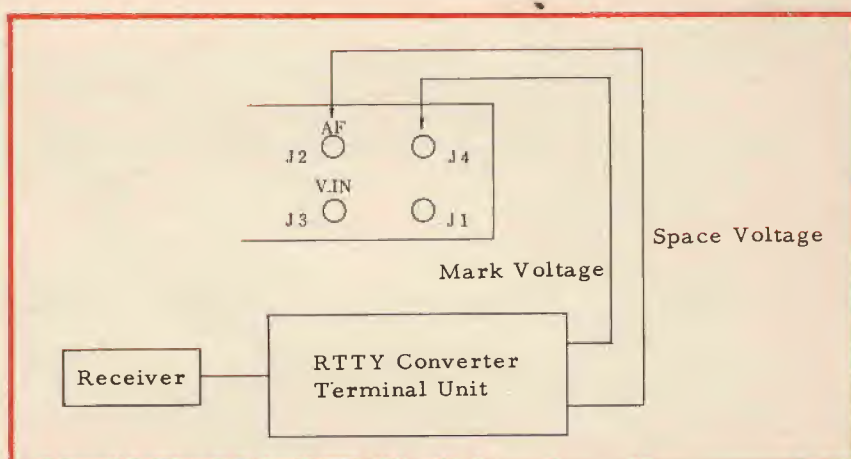 AF
J2 J4
V.IN
J3 J1
Space Voltage
Mark Voltage
RTTY Converter
Receiver
Terminal Unit